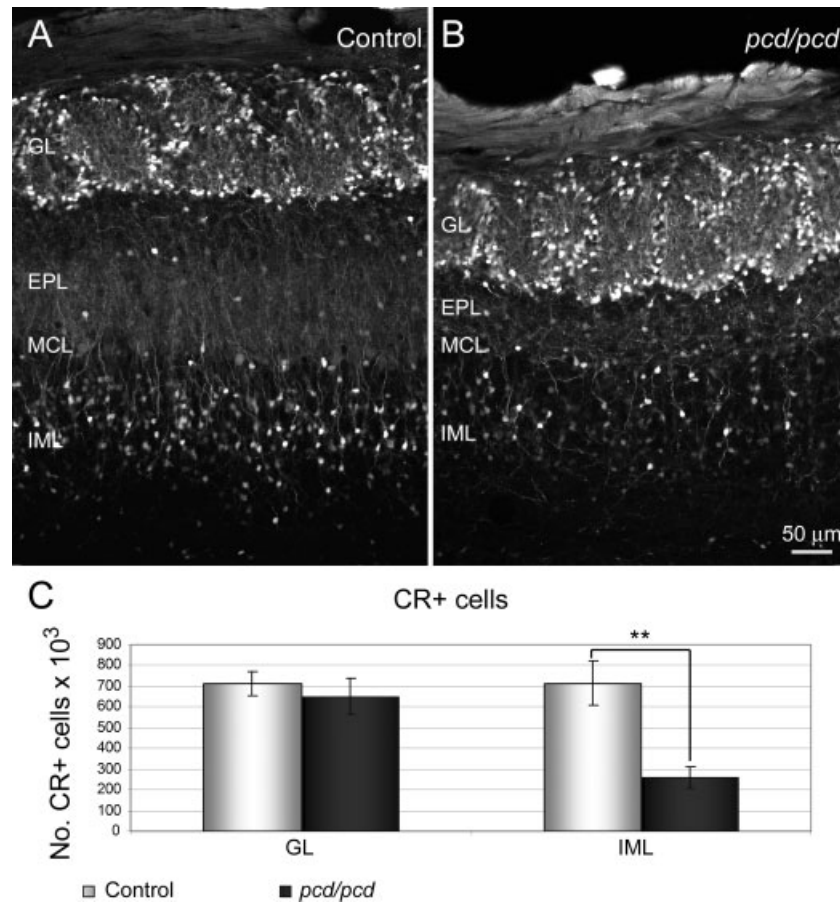 A
Control
GL
EPL
MCL
IML
B
pcd/pcd
GL
EPL
MCL
IML
50 μm
C
CR+ cells
No. CR+ cells x 10³
900
800
700
600
500
400
300
200
100
0
**
GL
IML
Control
pcd/pcd